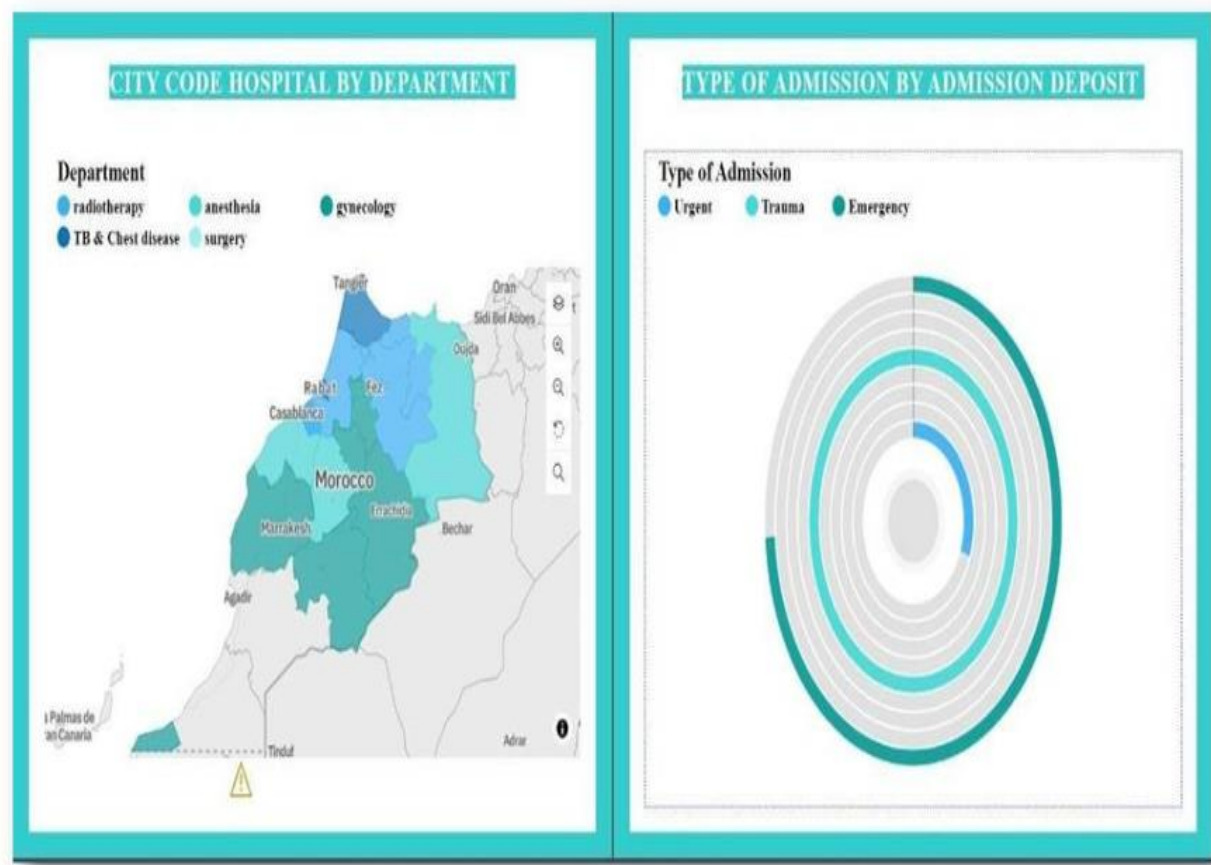 CITY CODE HOSPITAL BY DEPARTMENT
Department
radiotherapy anesthesia gynecology
TB & Chest disease surgery
Tangier
Oran
Sidi Bel Abbes
Oujda
Rabat Fez
Casablanca
Morocco
Errachidia
Marrakesh
Bechar
Agadir
Palmas de
an Canaria
Adrar
Tinduf
TYPE OF ADMISSION BY ADMISSION DEPOSIT
Type of Admission
Urgent Trauma Emergency